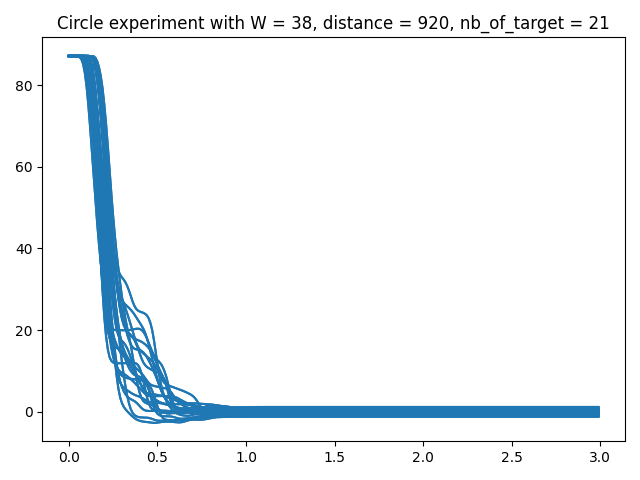 Circle experiment with W = 38, distance = 920, nb_of_target = 21
80
60
40
20
0
0.0 0.5 1.0 1.5 2.0 2.5 3.0